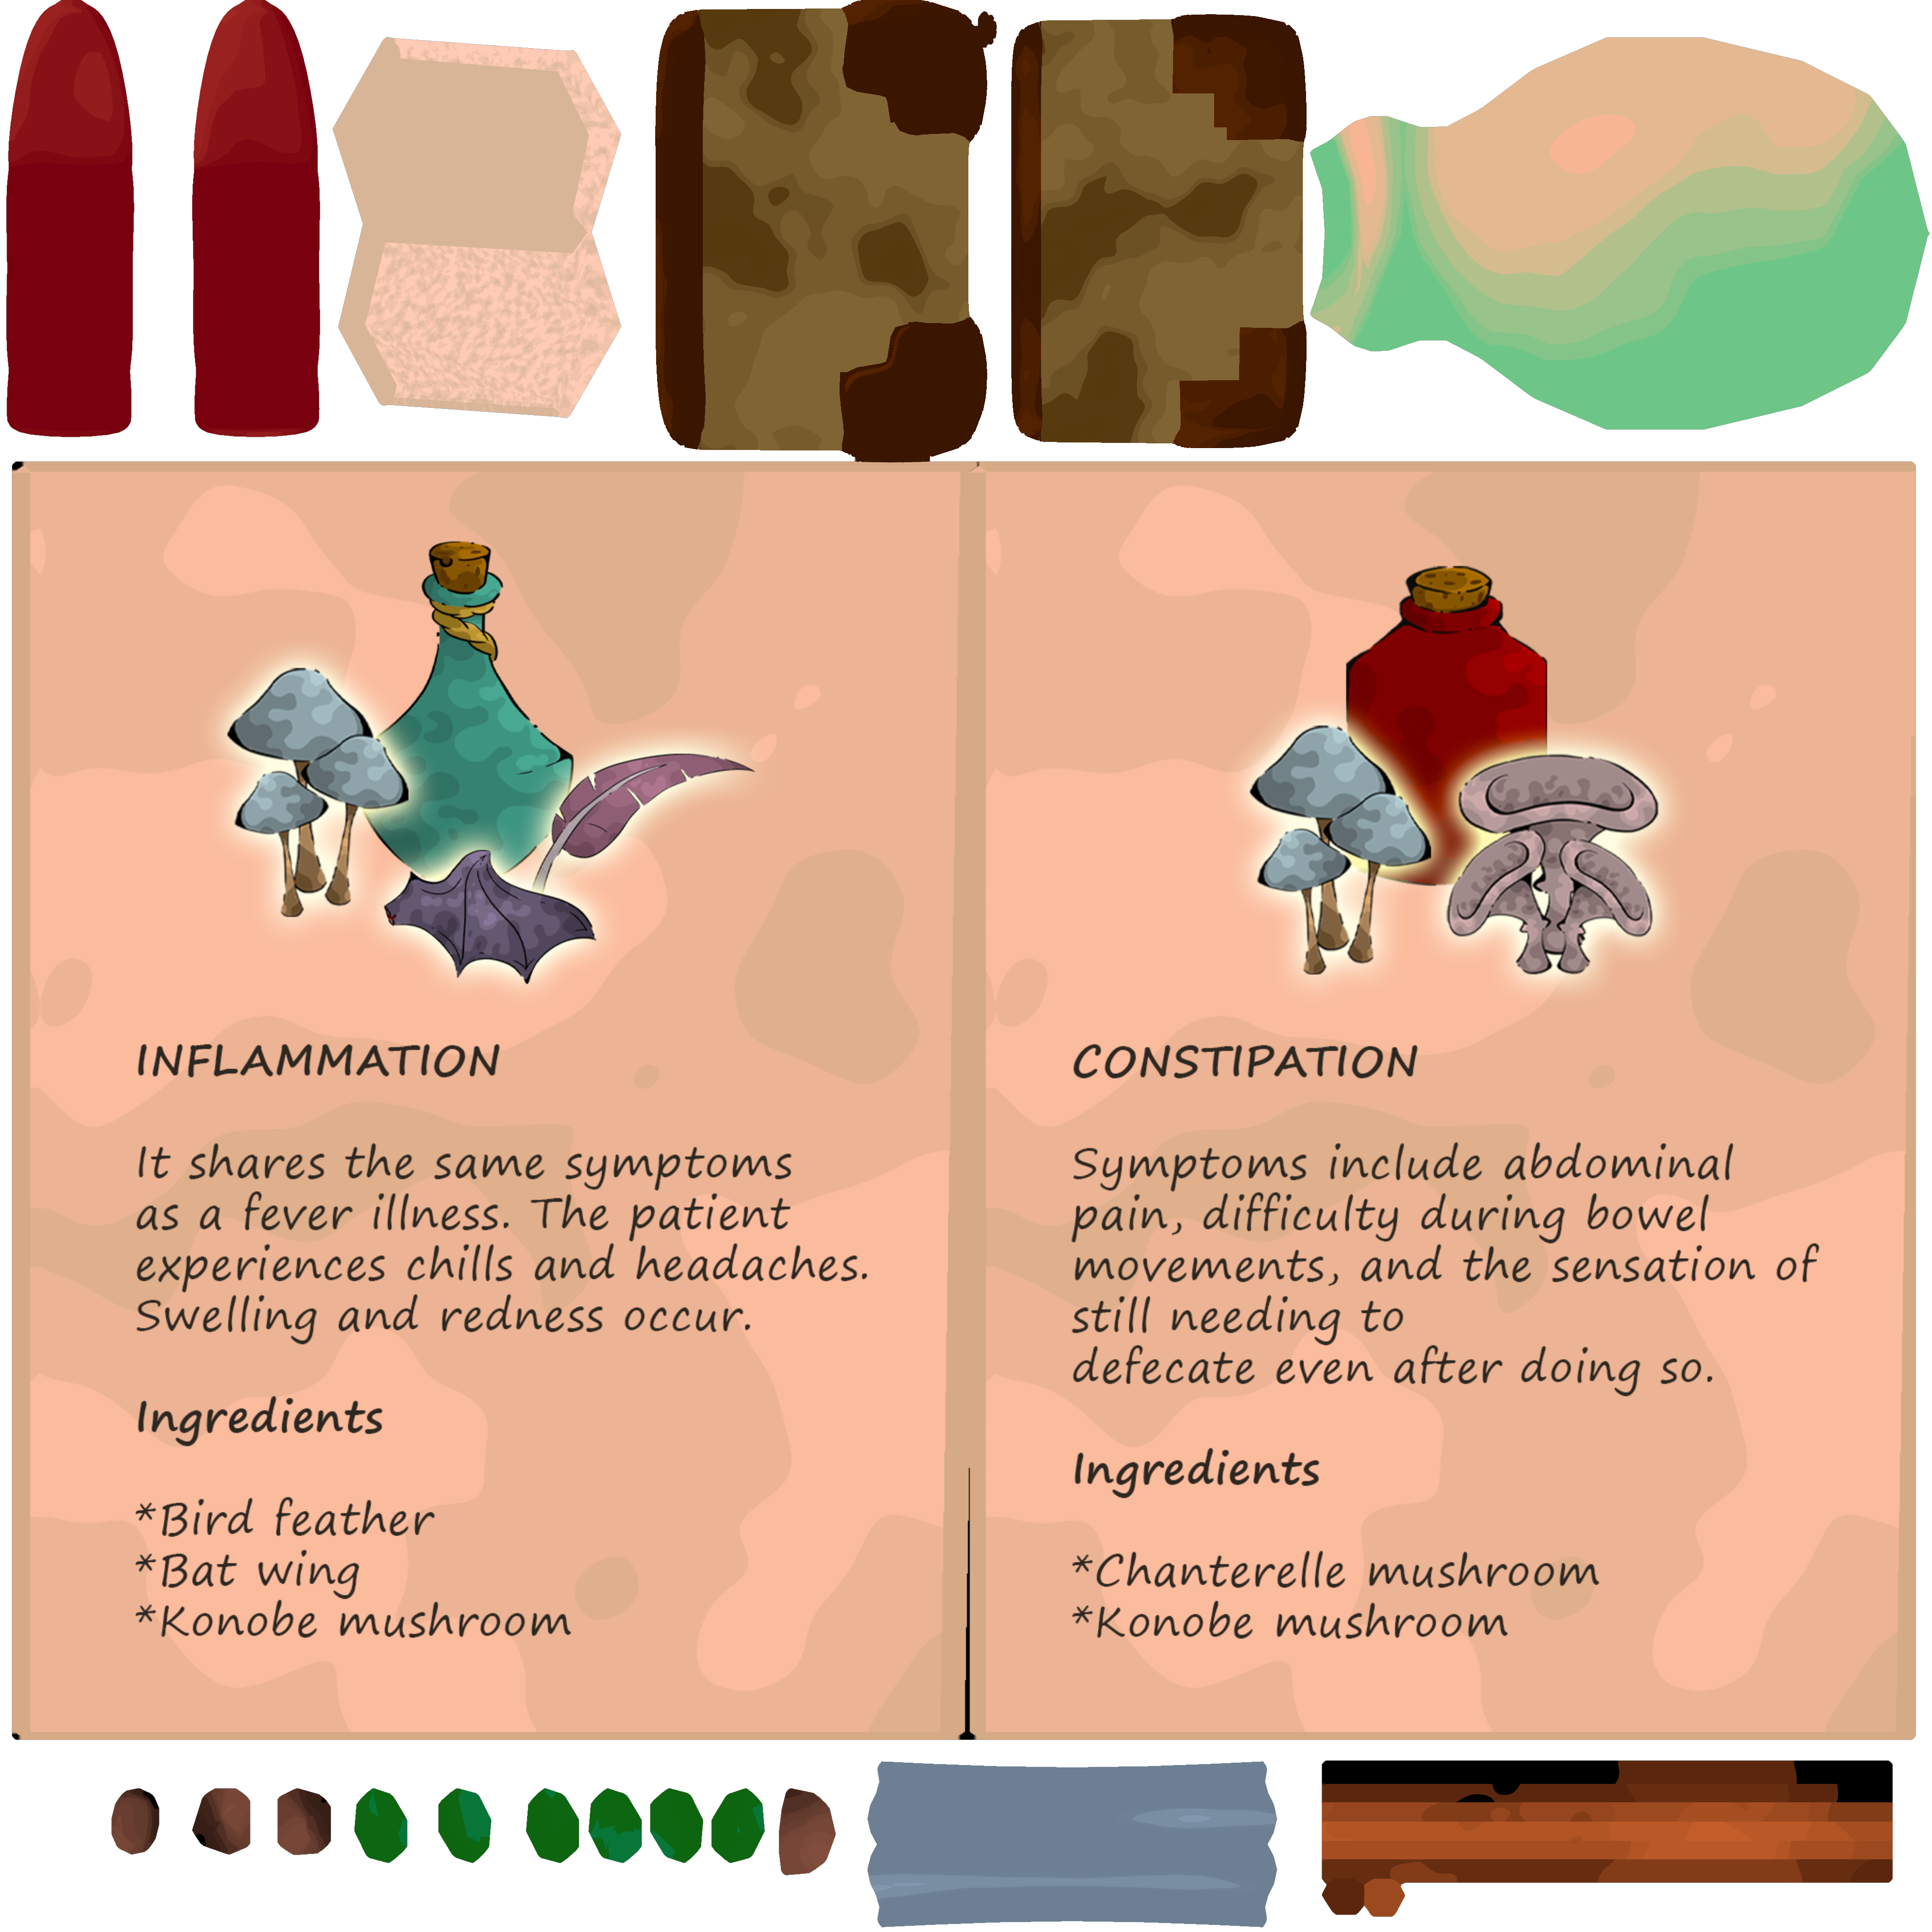 INFLAMMATION
It shares the same symptoms
as a fever illness. The patient
experiences chills and headaches.
Swelling and redness occur.
Ingredients
*Bird feather
*Bat wing
*Konobe mushroom
CONSTIPATION
Symptoms include abdominal
pain, difficulty during bowel
movements, and the sensation of
still needing to
defecate even after doing so.
Ingredients
*Chanterelle mushroom
*Konobe mushroom